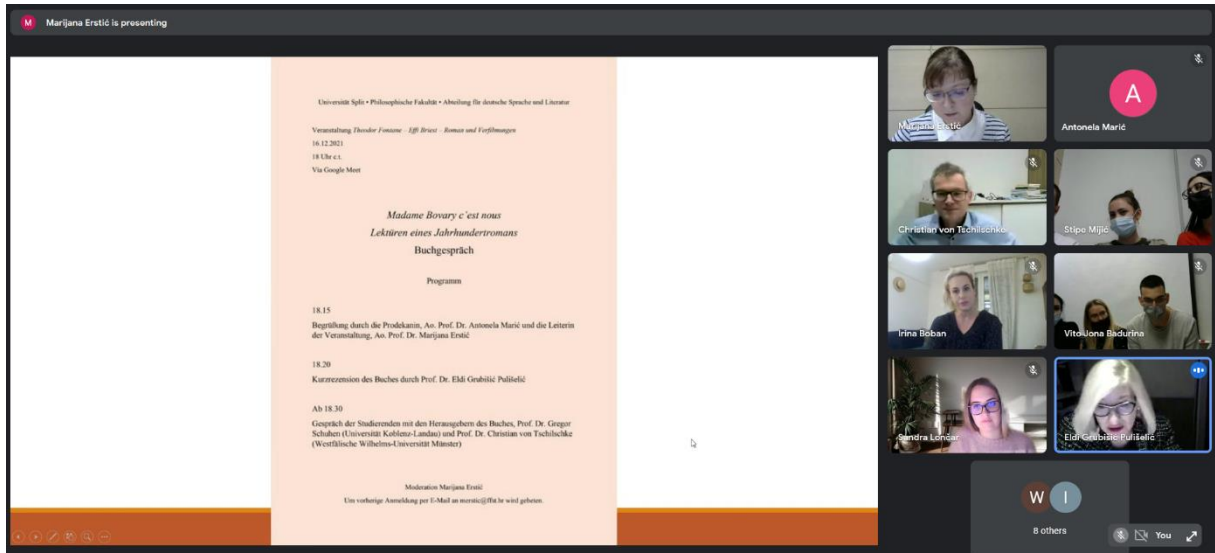 M Marijana Erstić is presenting
Universität Split • Philosophische Fakultät • Abteilung für deutsche Sprache und Literatur
Veranstaltung Theodor Fontane – Effi Briest – Roman und Verfilmungen
16.12.2021
18 Uhr c.t.
Via Google Meet
Madame Bovary c´est nous
Lektüren eines Jahrhundertromans
Buchgespräch
Programm
18.15
Begrüßung durch die Prodekanin, Ao. Prof. Dr. Antonela Marić und die Leiterin
der Veranstaltung, Ao. Prof. Dr. Marijana Erstić
18.20
Kurzrezension des Buches durch Prof. Dr. Eldi Grubišić Pulišelić
Ab 18.30
Gespräch der Studierenden mit den Herausgebern des Buches, Prof. Dr. Gregor
Schuhen (Universität Koblenz-Landau) und Prof. Dr. Christian von Tschilschke
(Westfälische Wilhelms-Universität Münster)
Moderation Marijana Erstić
Um vorherige Anmeldung per E-Mail an merstic@ffst.hr wird gebeten.
Marijana Erstić
A
Antonela Marić
Christian von Tschilschke
Stipe Mijić
Irina Boban
Vito-Jona Badurina
Sandra Lončar
Eldi Grubišić Pulišelić
W I
8 others
You